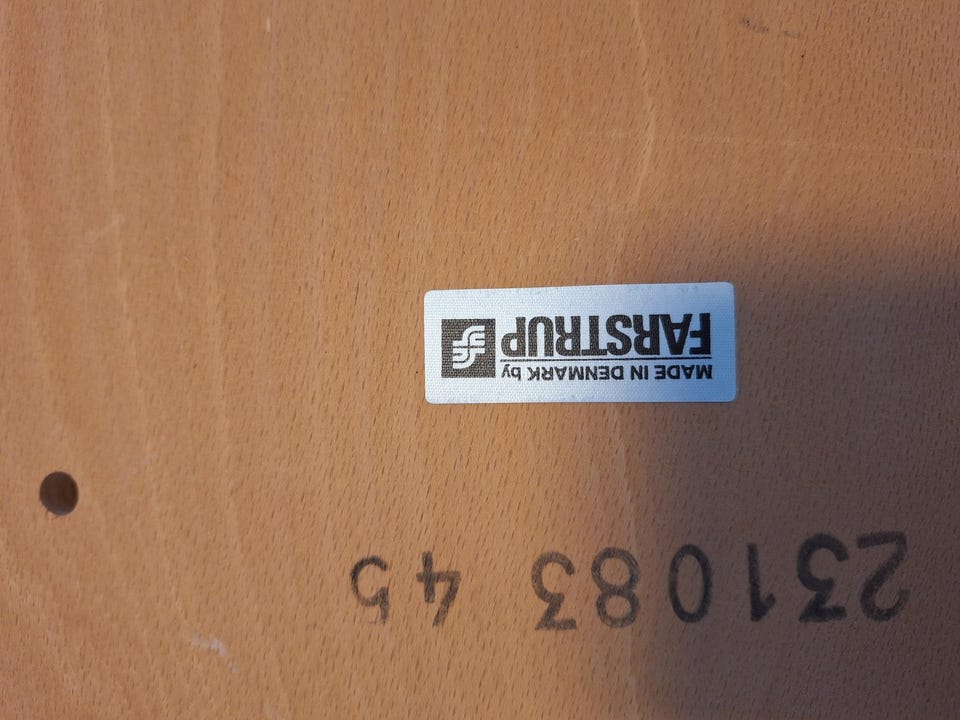 231083 45
MADE IN DENMARK by
FARSTRUP